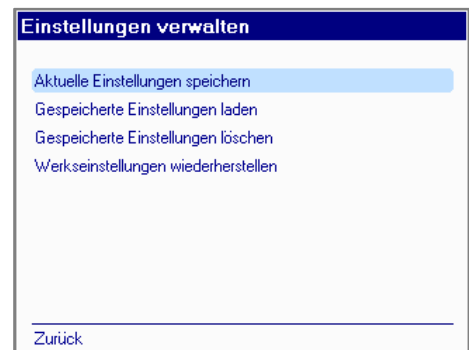 Einstellungen verwalten
Aktuelle Einstellungen speichern
Gespeicherte Einstellungen laden
Gespeicherte Einstellungen löschen
Werkseinstellungen wiederherstellen
Zurück